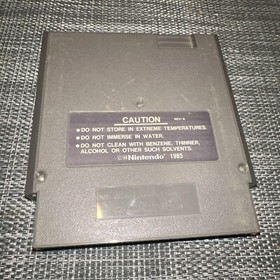 CAUTION REV-A
• DO NOT STORE IN EXTREME TEMPERATURES.
• DO NOT IMMERSE IN WATER.
• DO NOT CLEAN WITH BENZENE, THINNER,
ALCOHOL OR OTHER SUCH SOLVENTS.
Nintendo 1985